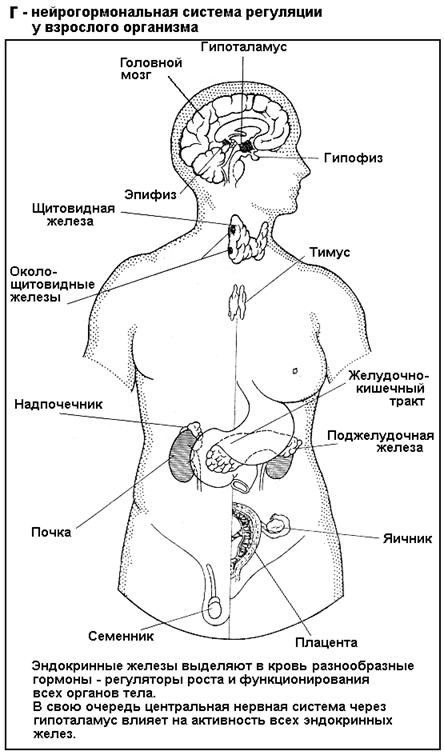 Г - нейрогормональная система регуляции
у взрослого организма
Гипоталамус
Головной
мозг
Гипофиз
Эпифиз
Щитовидная
железа
Тимус
Около-
щитовидные
железы
Желудочно-
кишечный
тракт
Надпочечник
Поджелудочная
железа
Почка
Яичник
Семенник
Плацента
Эндокринные железы выделяют в кровь разнообразные
гормоны - регуляторы роста и функционирования
всех органов тела.
В свою очередь центральная нервная система через
гипоталамус влияет на активность всех эндокринных
желез.